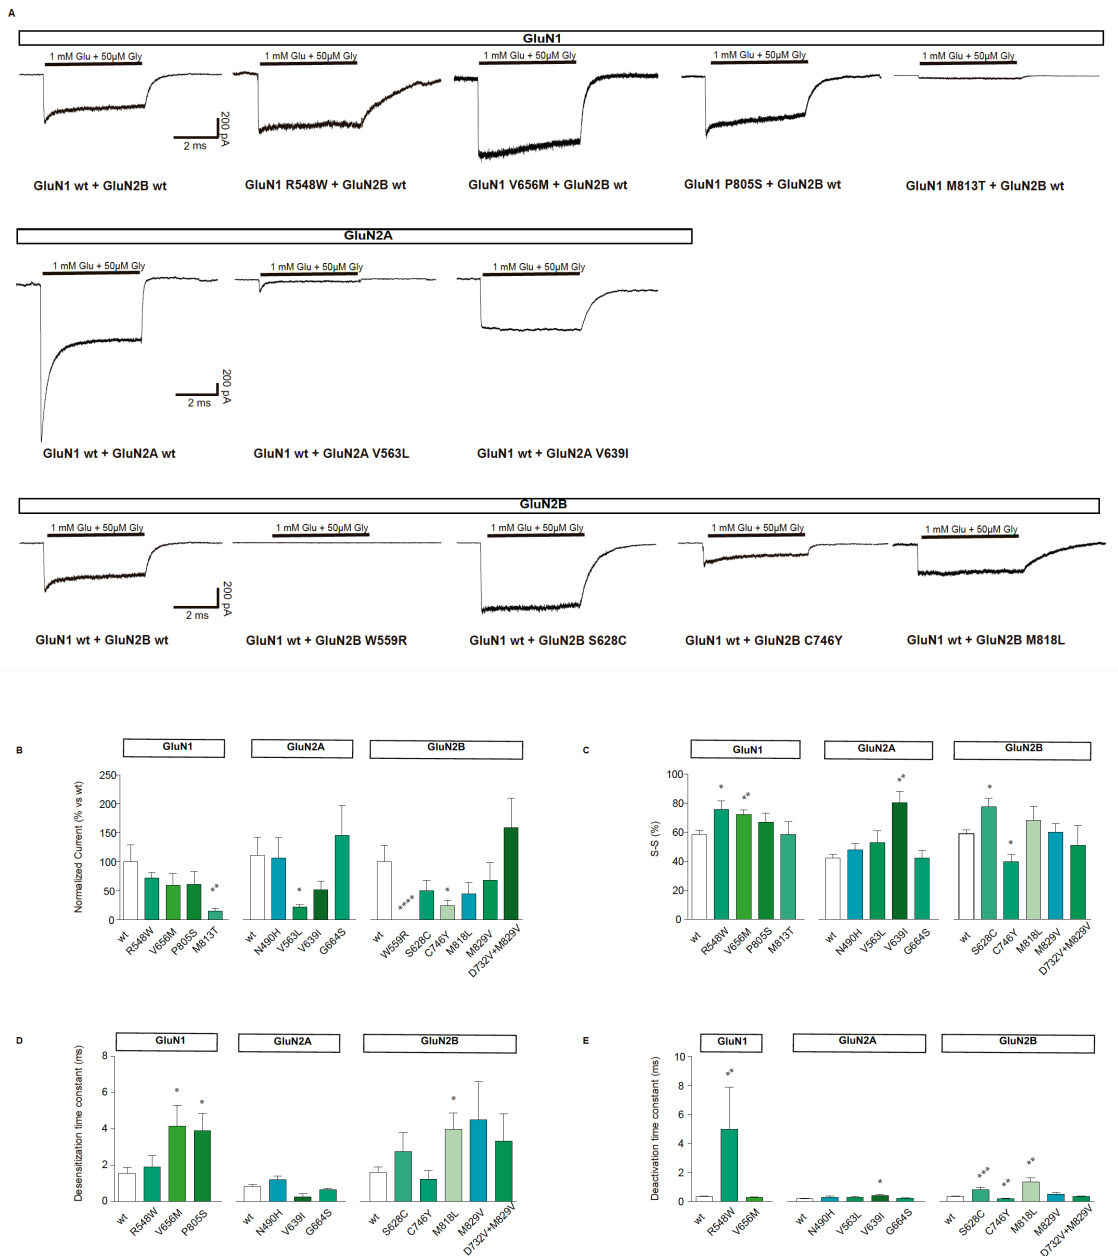 A
GluN1
1 mM Glu + 50µM Gly
1 mM Glu + 50µM Gly
1 mM Glu + 50µM Gly
1 mM Glu + 50µM Gly
1 mM Glu + 50µM Gly
200 pA
2 ms
GluN1 wt + GluN2B wt
GluN1 R548W + GluN2B wt
GluN1 V656M + GluN2B wt
GluN1 P805S + GluN2B wt
GluN1 M813T + GluN2B wt
GluN2A
1 mM Glu + 50µM Gly
1 mM Glu + 50µM Gly
1 mM Glu + 50µM Gly
200 pA
2 ms
GluN1 wt + GluN2A wt
GluN1 wt + GluN2A V563L
GluN1 wt + GluN2A V639I
GluN2B
1 mM Glu + 50µM Gly
1 mM Glu + 50µM Gly
1 mM Glu + 50µM Gly
1 mM Glu + 50µM Gly
1 mM Glu + 50µM Gly
200 pA
2 ms
GluN1 wt + GluN2B wt
GluN1 wt + GluN2B W559R
GluN1 wt + GluN2B S628C
GluN1 wt + GluN2B C746Y
GluN1 wt + GluN2B M818L
B
GluN1
GluN2A
GluN2B
Normalized Current (% vs wt)
250
200
150
100
50
0
**
*
****
*
wt
R548W
V656M
P805S
M813T
wt
N490H
V563L
V639I
G664S
wt
W559R
S628C
C746Y
M818L
M829V
D732V+M829V
C
GluN1
GluN2A
GluN2B
S-S (%)
100
80
60
40
20
0
*
**
**
*
*
wt
R548W
V656M
P805S
M813T
wt
N490H
V563L
V639I
G664S
wt
S628C
C746Y
M818L
M829V
D732V+M829V
D
GluN1
GluN2A
GluN2B
Desensitization time constant (ms)
8
6
4
2
0
*
*
*
wt
R548W
V656M
P805S
wt
N490H
V639I
G664S
wt
S628C
C746Y
M818L
M829V
D732V+M829V
E
GluN1
GluN2A
GluN2B
Deactivation time constant (ms)
10
8
6
4
2
0
**
*
***
**
**
wt
R548W
V656M
wt
N490H
V563L
V639I
G664S
wt
S628C
C746Y
M818L
M829V
D732V+M829V